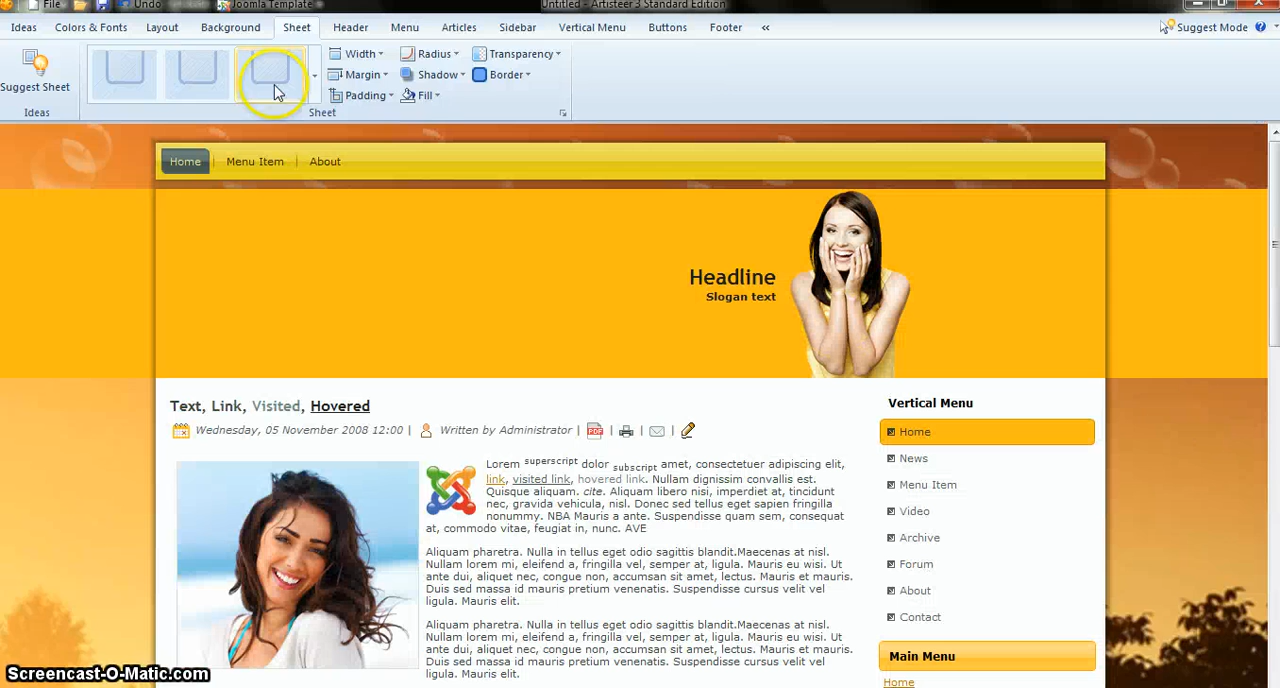 File Undo Joomla Template Untitled - Artisteer 3 Standard Edition
Ideas Colors & Fonts Layout Background Sheet Header Menu Articles Sidebar Vertical Menu Buttons Footer « Suggest Mode
Width Radius Transparency
Margin Shadow Border
Suggest Sheet
Padding Fill
Ideas Sheet
Home Menu Item About
Headline
Slogan text
Text, Link, Visited, Hovered
Wednesday, 05 November 2008 12:00 | Written by Administrator | PDF | | |
Lorem superscript dolor subscript amet, consectetuer adipiscing elit,
link, visited link, hovered link. Nullam dignissim convallis est.
Quisque aliquam. cite. Aliquam libero nisi, imperdiet at, tincidunt
nec, gravida vehicula, nisl. Donec sed tellus eget sapien fringilla
nonummy. NBA Mauris a ante. Suspendisse quam sem, consequat
at, commodo vitae, feugiat in, nunc. AVE
Aliquam pharetra. Nulla in tellus eget odio sagittis blandit.Maecenas at nisl.
Nullam lorem mi, eleifend a, fringilla vel, semper at, ligula. Mauris eu wisi. Ut
ante dui, aliquet nec, congue non, accumsan sit amet, lectus. Mauris et mauris.
Duis sed massa id mauris pretium venenatis. Suspendisse cursus velit vel
ligula. Mauris elit.
Aliquam pharetra. Nulla in tellus eget odio sagittis blandit.Maecenas at nisl.
Nullam lorem mi, eleifend a, fringilla vel, semper at, ligula. Mauris eu wisi. Ut
ante dui, aliquet nec, congue non, accumsan sit amet, lectus. Mauris et mauris.
Duis sed massa id mauris pretium venenatis. Suspendisse cursus velit vel
ligula. Mauris elit.
Vertical Menu
Home
News
Menu Item
Video
Archive
Forum
About
Contact
Main Menu
Home
Screencast-O-Matic.com